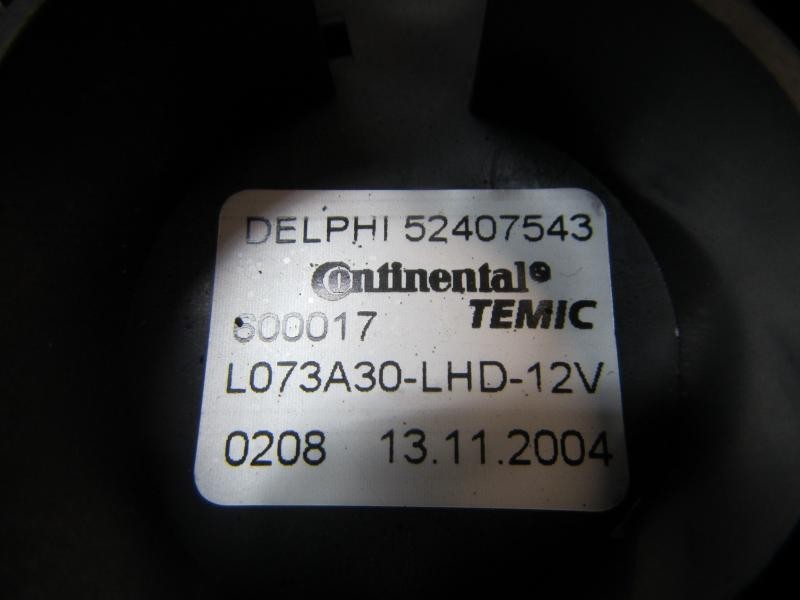 DELPHI 52407543
Continental®
TEMIC
600017
L073A30-LHD-12V
0208 13.11.2004